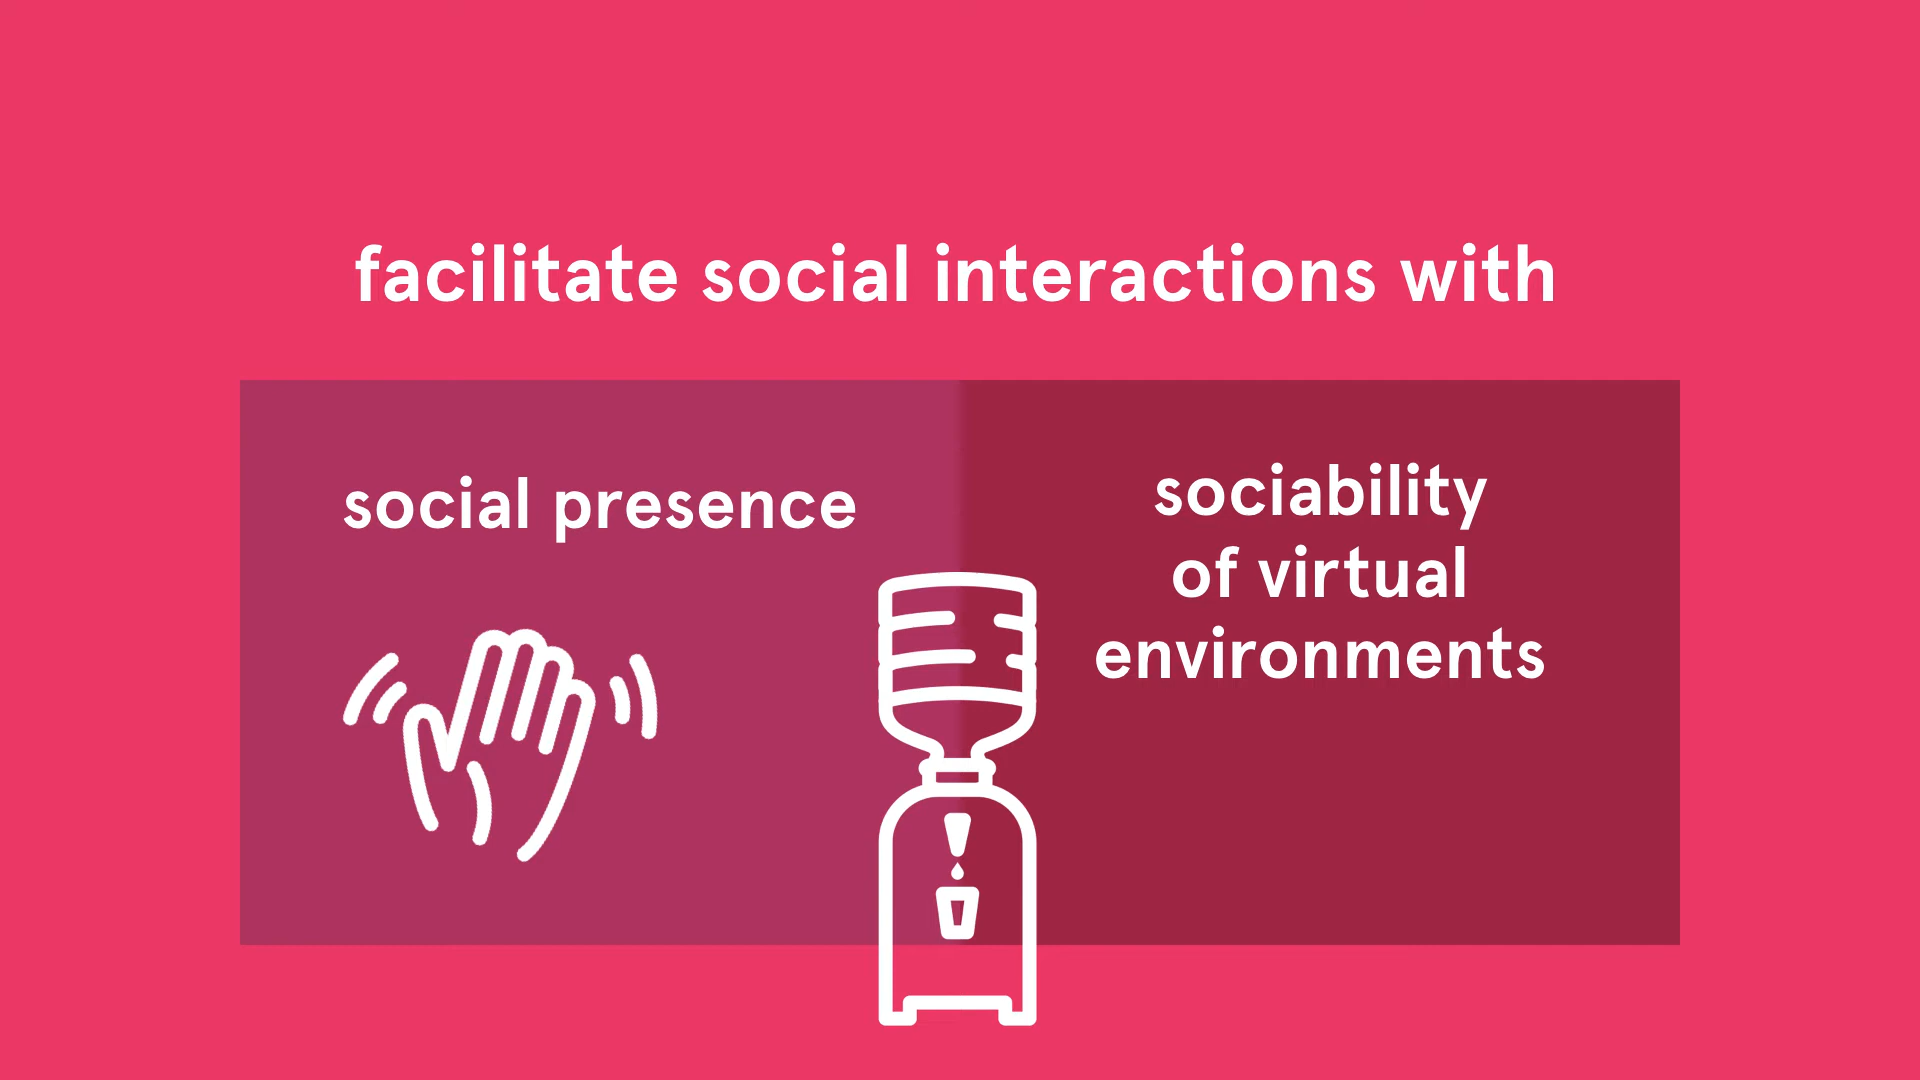 facilitate social interactions with
social presence
sociability
of virtual
environments